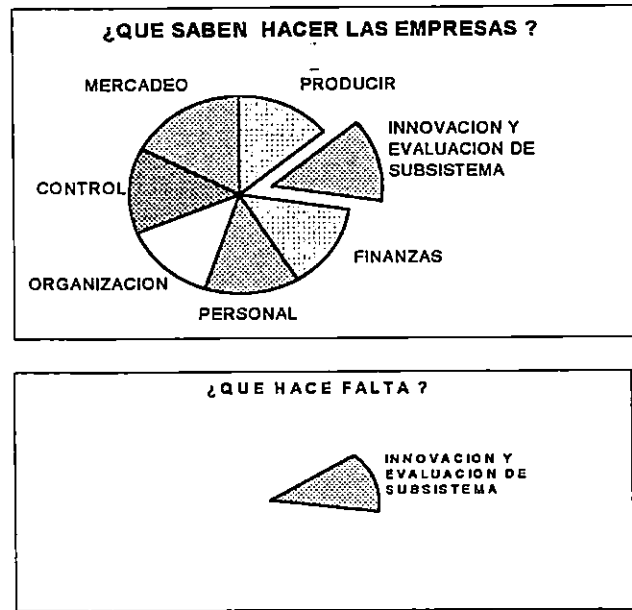 ¿QUE SABEN HACER LAS EMPRESAS ?
MERCADEO
PRODUCIR
INNOVACION Y
EVALUACION DE
SUBSISTEMA
CONTROL
FINANZAS
ORGANIZACION
PERSONAL
¿QUE HACE FALTA ?
INNOVACION Y
EVALUACION DE
SUBSISTEMA